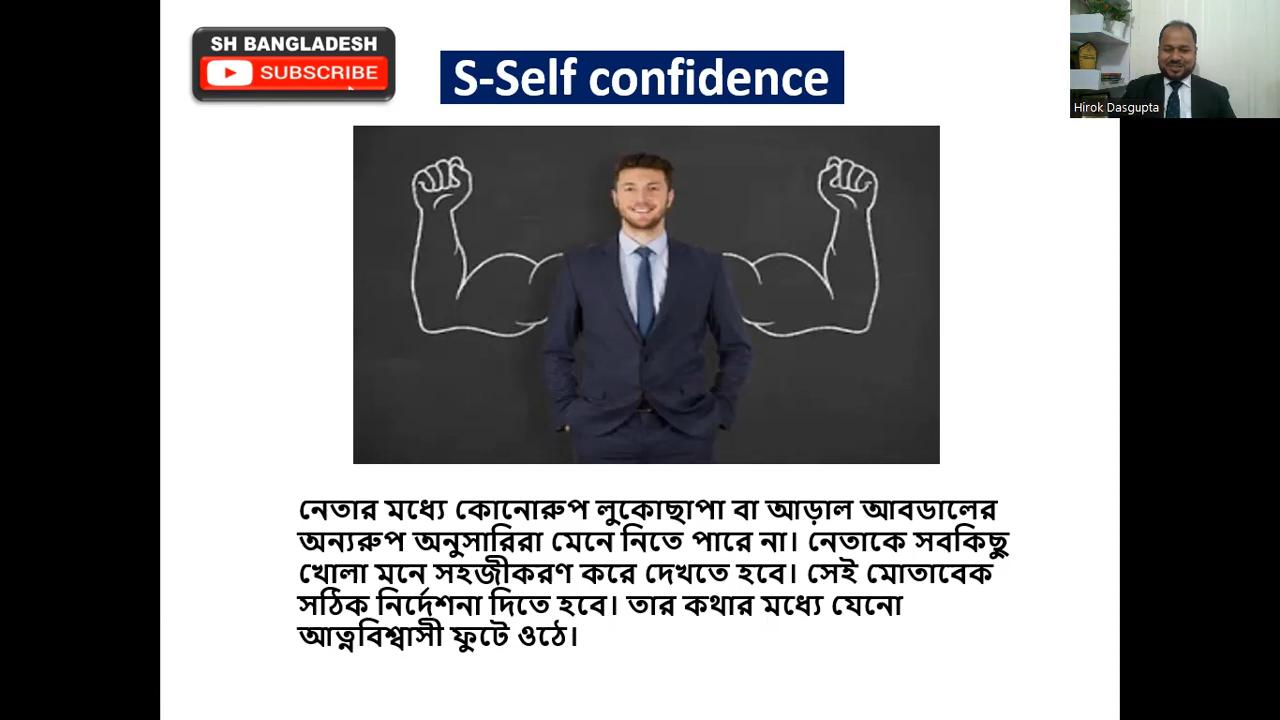 SH BANGLADESH
SUBSCRIBE
S-Self confidence
Hirok Dasgupta
নেতার মধ্যে কোনোরুপ লুকোছাপা বা আড়াল আবডালের
অন্যরুপ অনুসারিরা মেনে নিতে পারে না। নেতাকে সবকিছু
খোলা মনে সহজীকরণ করে দেখতে হবে। সেই মোতাবেক
সঠিক নির্দেশনা দিতে হবে। তার কথার মধ্যে যেনো
আত্নবিশ্বাসী ফুটে ওঠে।